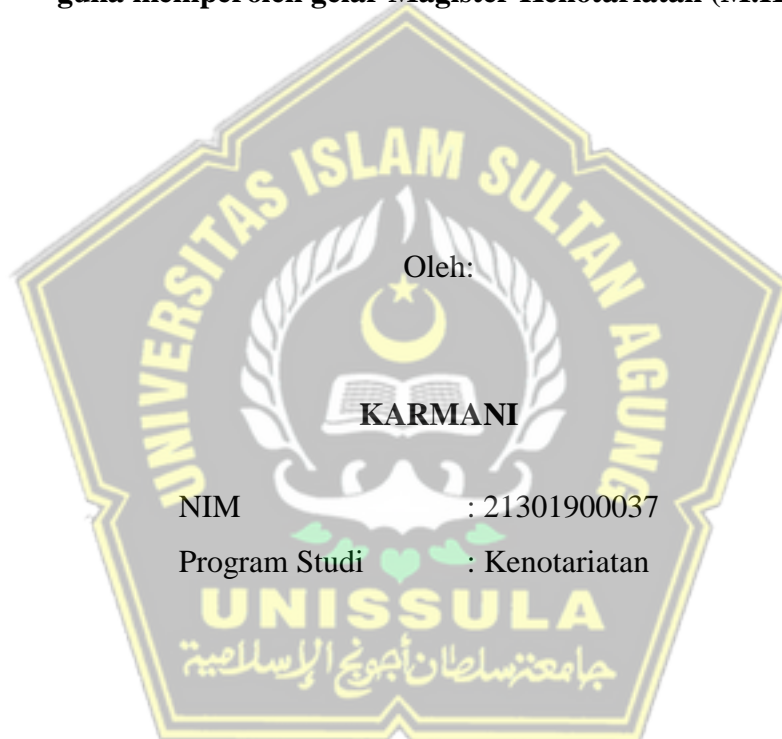 guna memperoleh gelar Magister Kenotariatan (M.K
UNIVERSITAS ISLAM SULTAN AGUNG
Oleh:
KARMANI
NIM : 21301900037
Program Studi : Kenotariatan
UNISSULA
جامعة سلطان أجونج الإسلامية